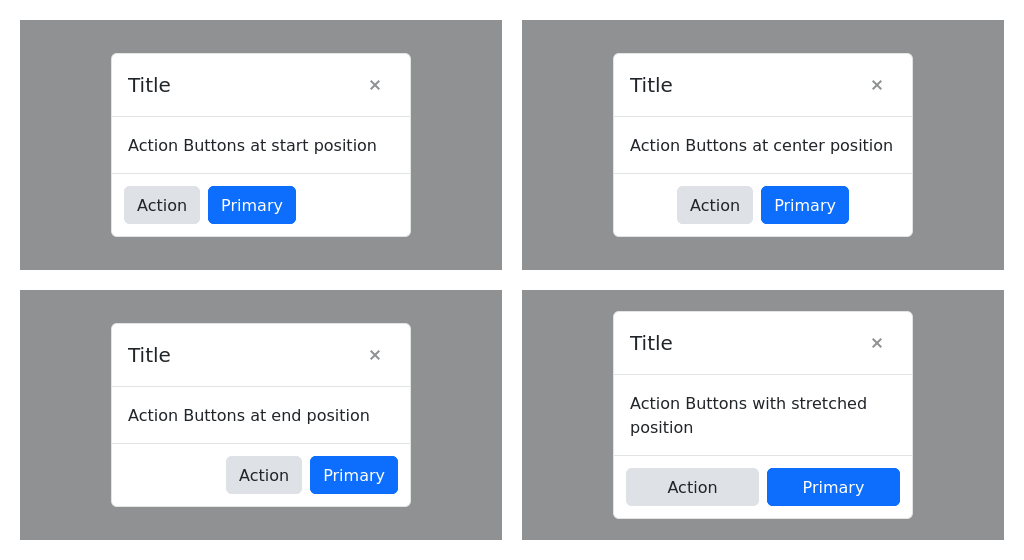 Title
Action Buttons at start position
Action Primary
Title
Action Buttons at center position
Action Primary
Title
Action Buttons at end position
Action Primary
Title
Action Buttons with stretched
position
Action Primary